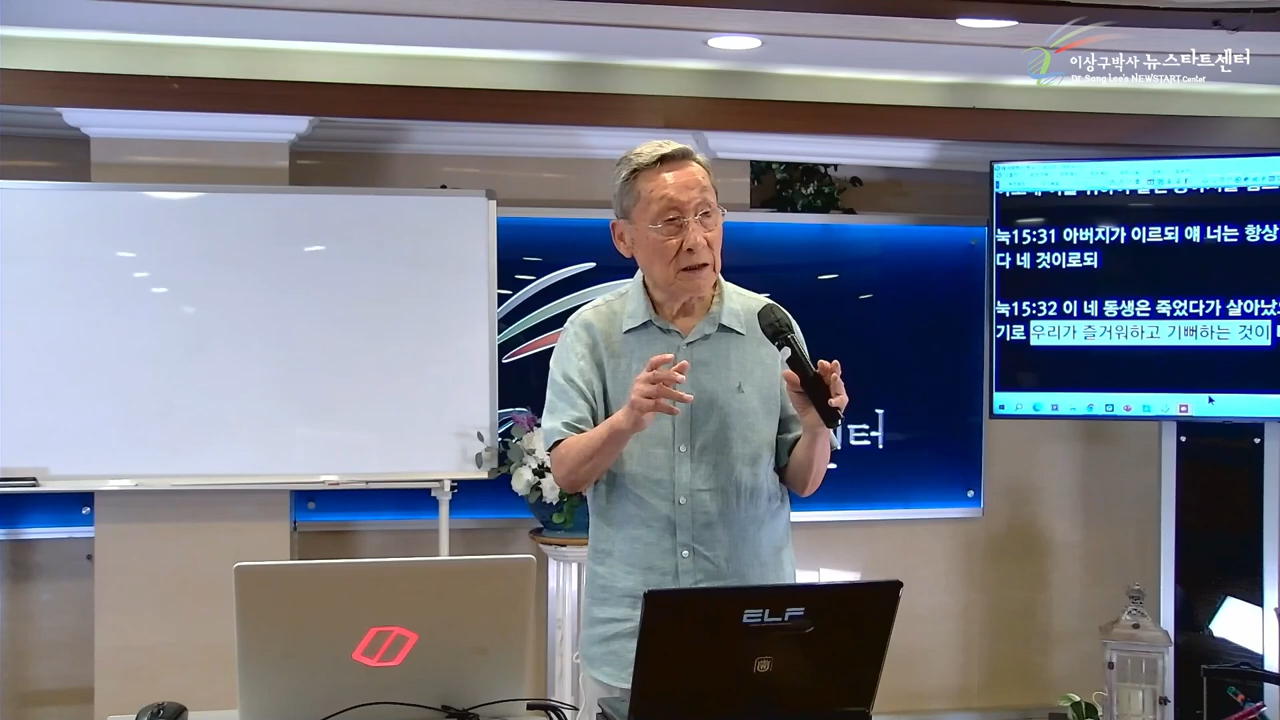 이상구박사 뉴스타트센터
Dr. Sang Lee's NEWSTART Center
눅15:31 아버지가 이르되 얘 너는 항상
다 네 것이로되
눅15:32 이 네 동생은 죽었다가 살아났
기로 우리가 즐거워하고 기뻐하는 것이
터
ELF